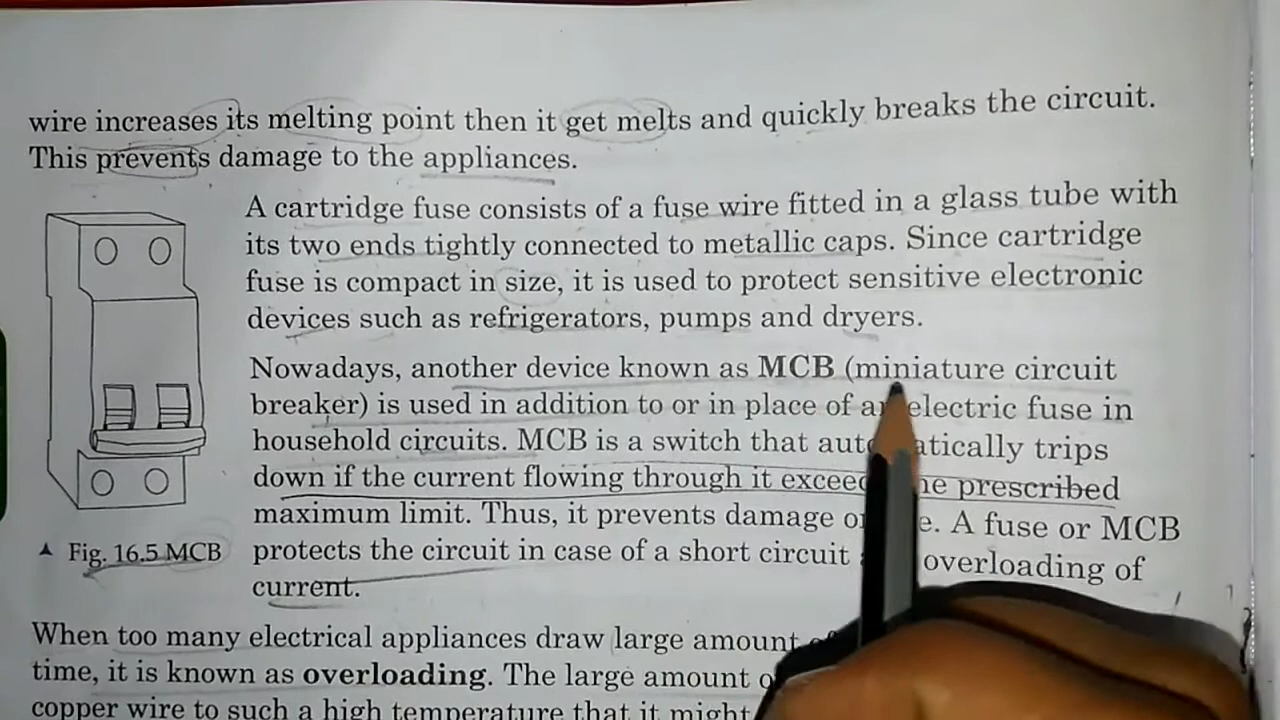 wire increases its melting point then it get melts and quickly breaks the circuit.
This prevents damage to the appliances.
A cartridge fuse consists of a fuse wire fitted in a glass tube with
its two ends tightly connected to metallic caps. Since cartridge
fuse is compact in size, it is used to protect sensitive electronic
devices such as refrigerators, pumps and dryers.
Nowadays, another device known as MCB (miniature circuit
breaker) is used in addition to or in place of an electric fuse in
household circuits. MCB is a switch that automatically trips
down if the current flowing through it exceeds the prescribed
maximum limit. Thus, it prevents damage A fuse or MCB
protects the circuit in case of a short circuit overloading of
current.
Fig. 16.5 MCB
When too many electrical appliances draw large amount
time, it is known as overloading. The large amount
copper wire to such a high temperature that it might